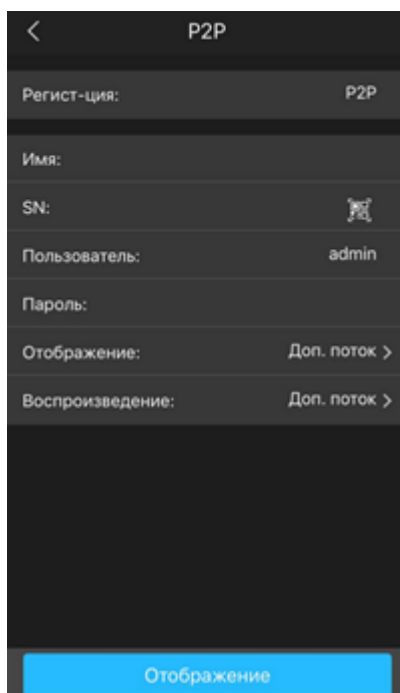 P2P
Регист-ция: P2P
Имя:
SN:
Пользователь: admin
Пароль:
Отображение: Доп. поток
Воспроизведение: Доп. поток
Отображение